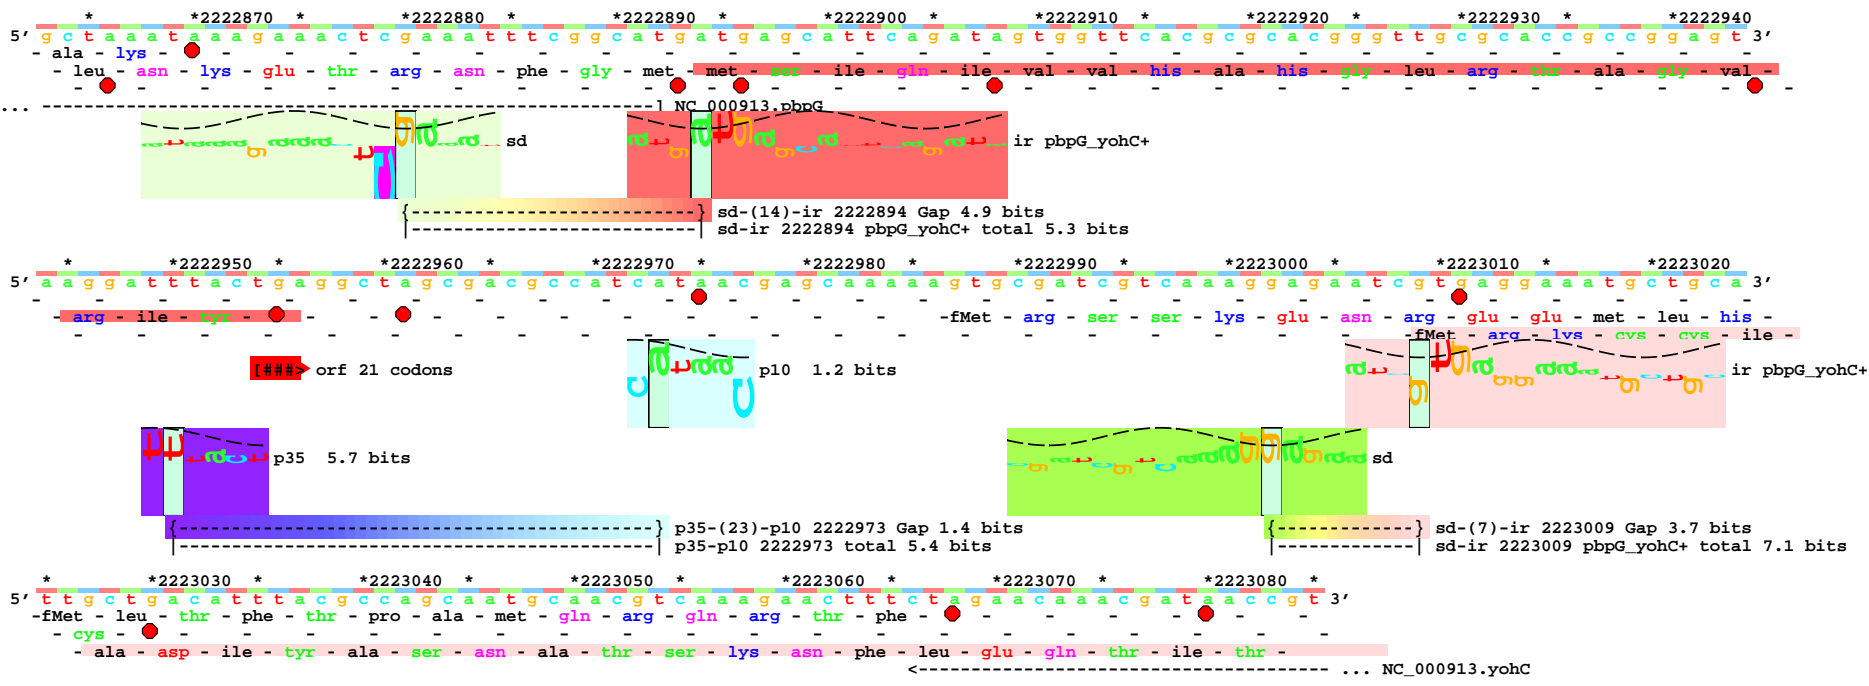 * *2222870 * *2222880 * *2222890 * *2222900 * *2222910 * *2222920 * *2222930 * *2222940
5' g c t a a a t a a a g a a a c t c g a a a t t t c g g c a t g a t g a g c a t t c a g a t a g t g g t t c a c g c g c a c g g g t t g c g c a c c g c c g g a g t 3'
- ala - lys -
- leu - asn - lys - glu - thr - arg - asn - phe - gly - met - met - ser - ile - gln - ile - val - val - his - ala - his - gly - leu - arg - thr - ala - gly - val -
... -----------------------------] NC_000913.pbpG
sd
ir pbpG_yohC+
{--------------------} sd-(14)-ir 2222894 Gap 4.9 bits
|--------------------| sd-ir 2222894 pbpG_yohC+ total 5.3 bits
* *2222950 * *2222960 * *2222970 * *2222980 * *2222990 * *2223000 * *2223010 * *2223020
5' a a g g a t t t a c t g a g g c t a g c g a c g c c a t c a t a a c g a g c a a a a a g t g c g a t c g t c a a a g g a g a a t c g t g a g g a a a t g c t g c a 3'
- arg - ile - tyr - -fMet - arg - ser - ser - lys - glu - asn - arg - glu - glu - met - leu - his -
-fMet - arg - lys - cys - cys - ile -
[###> orf 21 codons
p10 1.2 bits
ir pbpG_yohC+
p35 5.7 bits
sd
{--------------------------------} p35-(23)-p10 2222973 Gap 1.4 bits
{---------} sd-(7)-ir 2223009 Gap 3.7 bits
|--------------------------------| p35-p10 2222973 total 5.4 bits
|---------| sd-ir 2223009 pbpG_yohC+ total 7.1 bits
* *2223030 * *2223040 * *2223050 * *2223060 * *2223070 * *2223080 *
5' t t g c t g a c a t t t a c g c c a g c a a t g c a a c g t c a a a g a a c t t t c t a g a a c a a a c g a t a a c c g t 3'
-fMet - leu - thr - phe - thr - pro - ala - met - gln - arg - gln - arg - thr - phe -
- cys -
- ala - asp - ile - tyr - ala - ser - asn - ala - thr - ser - lys - asn - phe - leu - glu - gln - thr - ile - thr -
<---------------------------- ... NC_000913.yohC